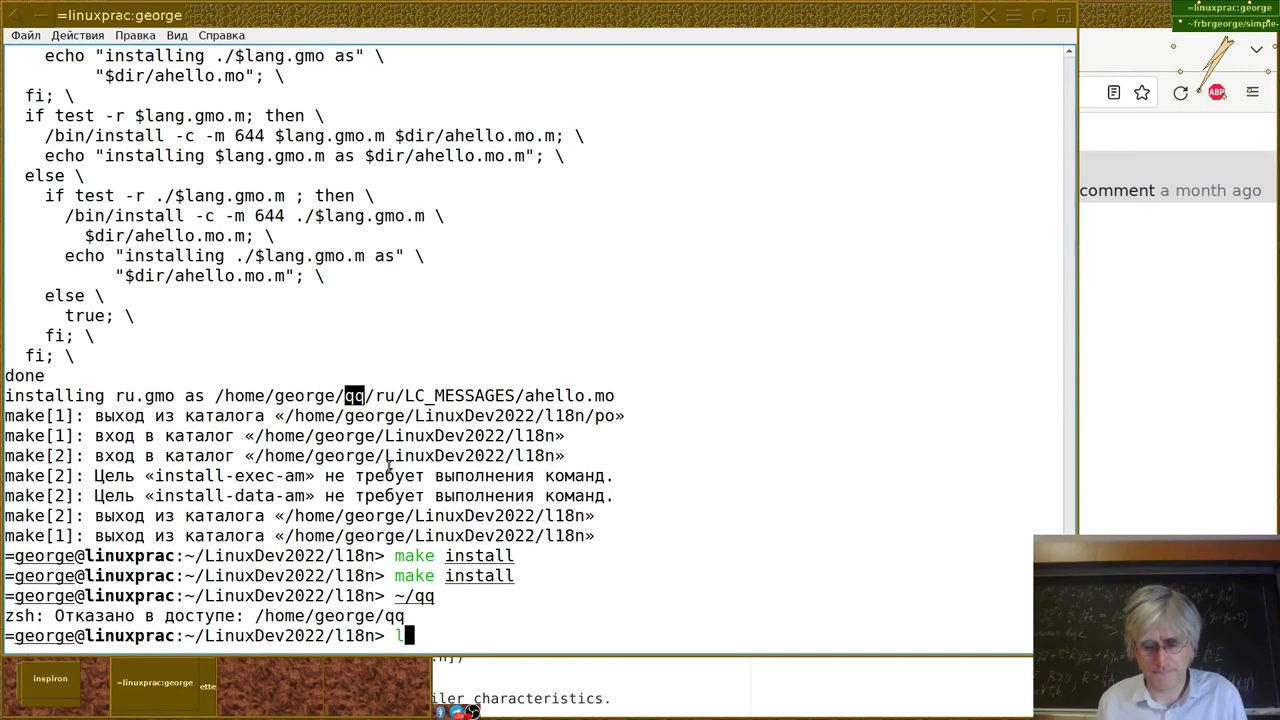 =linuxprac:george
=linuxprac:george
~frbrgeorge/simple-
Файл Действия Правка Вид Справка
echo "installing ./$lang.gmo as" \
"$dir/ahello.mo"; \
fi; \
if test -r $lang.gmo.m; then \
/bin/install -c -m 644 $lang.gmo.m $dir/ahello.mo.m; \
echo "installing $lang.gmo.m as $dir/ahello.mo.m"; \
else \
if test -r ./$lang.gmo.m ; then \
/bin/install -c -m 644 ./$lang.gmo.m \
$dir/ahello.mo.m; \
echo "installing ./$lang.gmo.m as" \
"$dir/ahello.mo.m"; \
else \
true; \
fi; \
fi; \
done
installing ru.gmo as /home/george/qq/ru/LC_MESSAGES/ahello.mo
make[1]: выход из каталога «/home/george/LinuxDev2022/l18n/po»
make[1]: вход в каталог «/home/george/LinuxDev2022/l18n»
make[2]: вход в каталог «/home/george/LinuxDev2022/l18n»
make[2]: Цель «install-exec-am» не требует выполнения команд.
make[2]: Цель «install-data-am» не требует выполнения команд.
make[2]: выход из каталога «/home/george/LinuxDev2022/l18n»
make[1]: выход из каталога «/home/george/LinuxDev2022/l18n»
=george@linuxprac:~/LinuxDev2022/l18n> make install
=george@linuxprac:~/LinuxDev2022/l18n> make install
=george@linuxprac:~/LinuxDev2022/l18n> ~/qq
zsh: Отказано в доступе: /home/george/qq
=george@linuxprac:~/LinuxDev2022/l18n> l
ABP
comment a month ago
inspiron
=linuxprac:george
ette
iler characteristics.